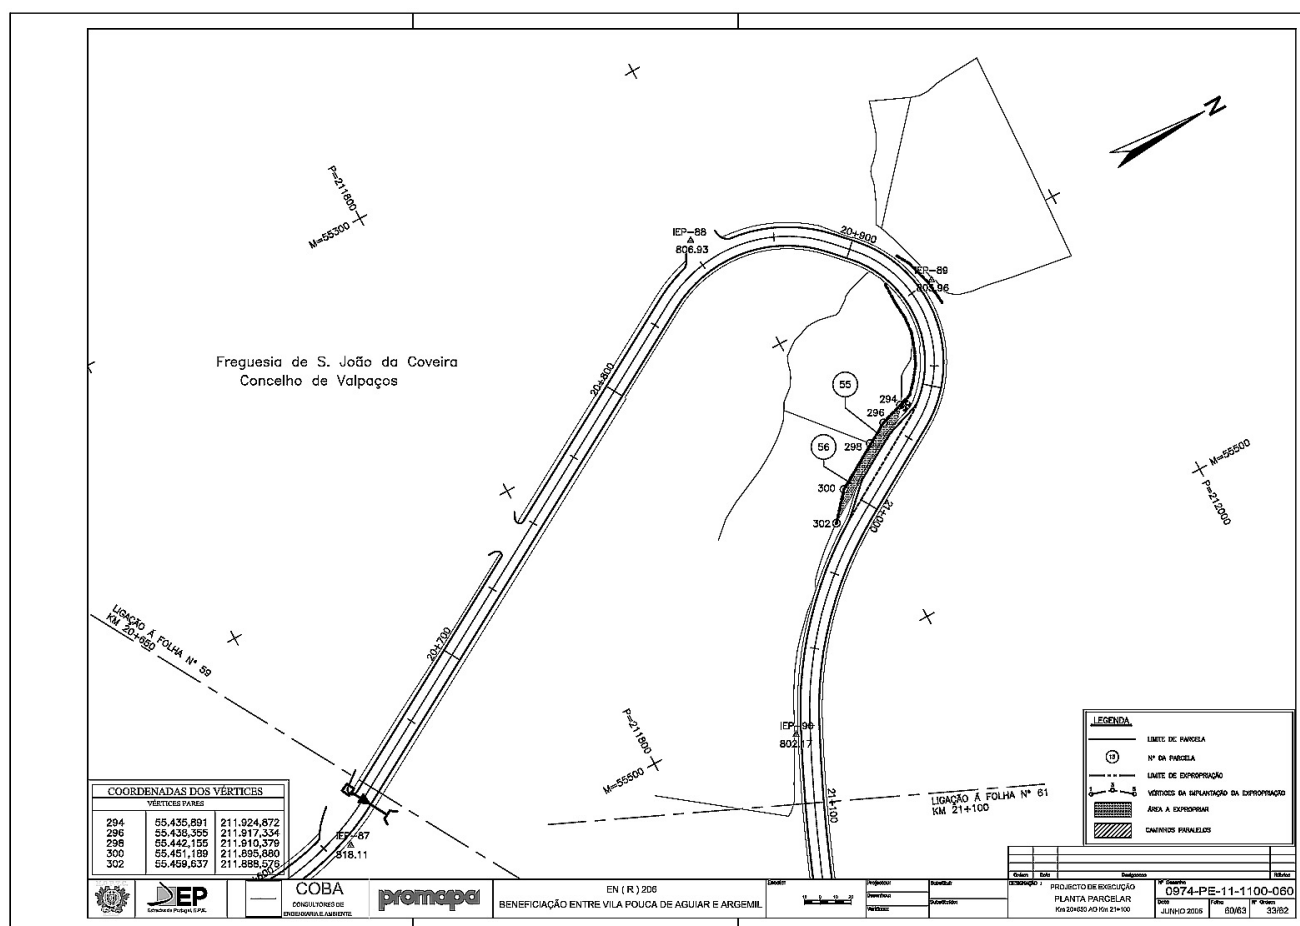 N
P=211800
M=55300
IEP-88
806.93
20+900
IEP-89
803.96
Freguesia de S. João da Coveira
Concelho de Valpaços
20+800
55
294
296
56
298
300
302
21+000
M=55500
P=212000
LIGAÇÃO Á FOLHA N° 59
KM 20+650
20+700
P=211800
M=55500
IEP-90
802.17
LIGAÇÃO Á FOLHA N° 61
KM 21+100
21+100
IEP-87
818.11
LEGENDA
LIMITE DE PARCELA
N° DA PARCELA
LIMITE DE EXPROPRIAÇÃO
VÉRTICES DA IMPLANTAÇÃO DA EXPROPRIAÇÃO
ÁREA A EXPROPRIAR
CAMINHOS PARALELOS
COORDENADAS DOS VÉRTICES
VÉRTICES PARES
294 55.435,891 211.924,872
296 55.438,355 211.917,334
298 55.442,155 211.910,379
300 55.451,189 211.895,880
302 55.459,637 211.888,576
EP
Estradas de Portugal, E.P.E.
COBA
CONSULTORES DE
ENGENHARIA E AMBIENTE
promapa
EN ( R ) 206
BENEFICIAÇÃO ENTRE VILA POUCA DE AGUIAR E ARGEMIL
PROJECTO DE EXECUÇÃO
PLANTA PARCELAR
Km 20+650 AO Km 21+100
0974-PE-11-1100-060
Data
JUNHO 2005
Folha
60/63
N° Ordem
33/62